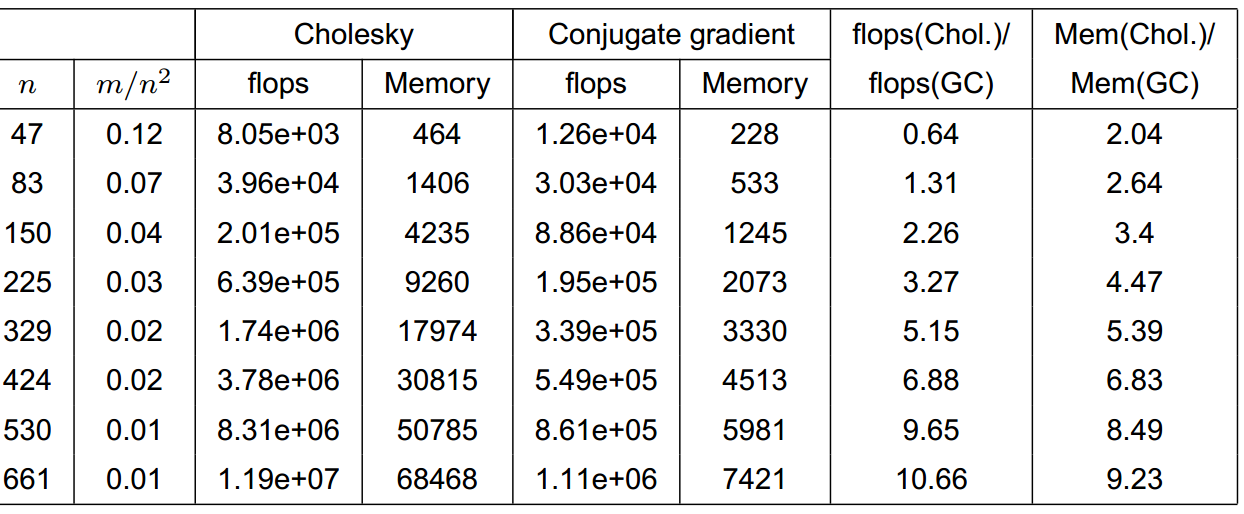 Cholesky Conjugate gradient flops(Chol.)/ Mem(Chol.)/
n m/n² flops Memory flops Memory flops(GC) Mem(GC)
47 0.12 8.05e+03 464 1.26e+04 228 0.64 2.04
83 0.07 3.96e+04 1406 3.03e+04 533 1.31 2.64
150 0.04 2.01e+05 4235 8.86e+04 1245 2.26 3.4
225 0.03 6.39e+05 9260 1.95e+05 2073 3.27 4.47
329 0.02 1.74e+06 17974 3.39e+05 3330 5.15 5.39
424 0.02 3.78e+06 30815 5.49e+05 4513 6.88 6.83
530 0.01 8.31e+06 50785 8.61e+05 5981 9.65 8.49
661 0.01 1.19e+07 68468 1.11e+06 7421 10.66 9.23